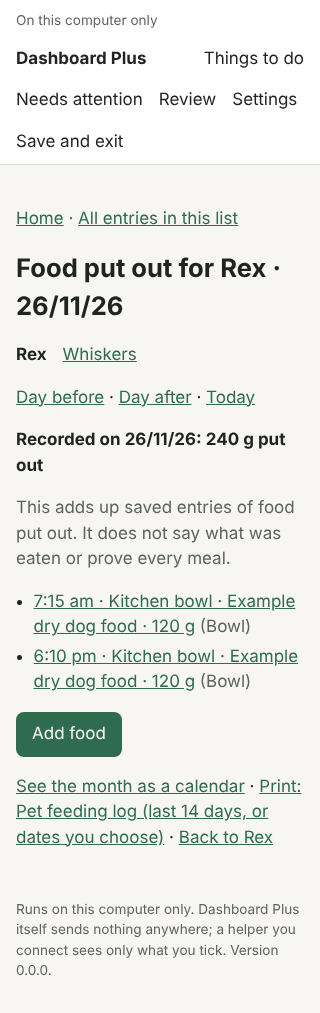 On this computer only
Dashboard Plus
Things to do
Needs attention Review Settings
Save and exit
Home · All entries in this list
Food put out for Rex ·
26/11/26
Rex Whiskers
Day before · Day after · Today
Recorded on 26/11/26: 240 g put
out
This adds up saved entries of food
put out. It does not say what was
eaten or prove every meal.
• 7:15 am · Kitchen bowl · Example
dry dog food · 120 g (Bowl)
• 6:10 pm · Kitchen bowl · Example
dry dog food · 120 g (Bowl)
Add food
See the month as a calendar · Print:
Pet feeding log (last 14 days, or
dates you choose) · Back to Rex
Runs on this computer only. Dashboard Plus
itself sends nothing anywhere; a helper you
connect sees only what you tick. Version
0.0.0.